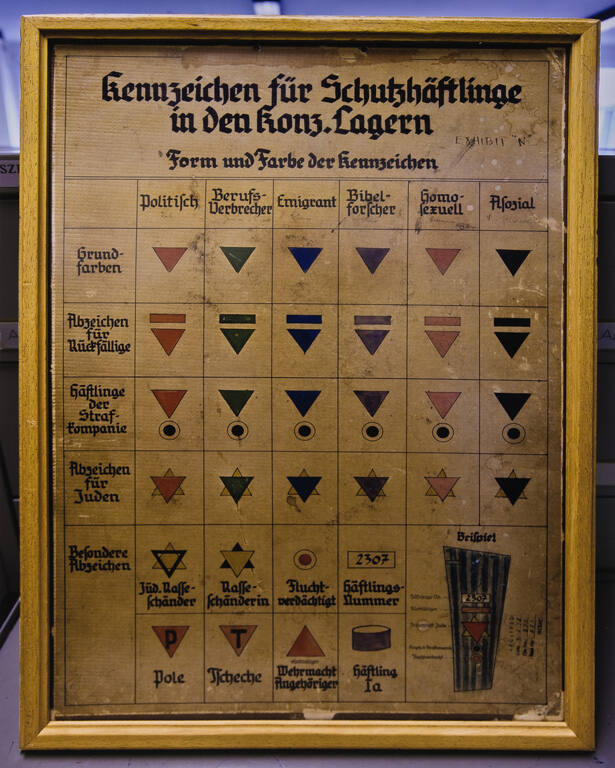 Kennzeichen für Schutzhäftlinge
in den Konz.Lagern
EXHIBIT "N"
Form und Farbe der Kennzeichen
Politisch
Berufs-
Verbrecher
Emigrant
Bibel-
forscher
Homo-
sexuell
Asozial
Grund-
farben
Abzeichen
für
Rückfällige
Häftlinge
der
Straf-
kompanie
Abzeichen
für
Juden
Besondere
Abzeichen
Jüd. Rasse-
schänder
Rasse-
schänderin
Flucht-
verdächtigt
2307
Häftlings-
Nummer
Beispiel
2307
P
Pole
T
Tscheche
Wehrmacht
Angehöriger
Häftling
Ia